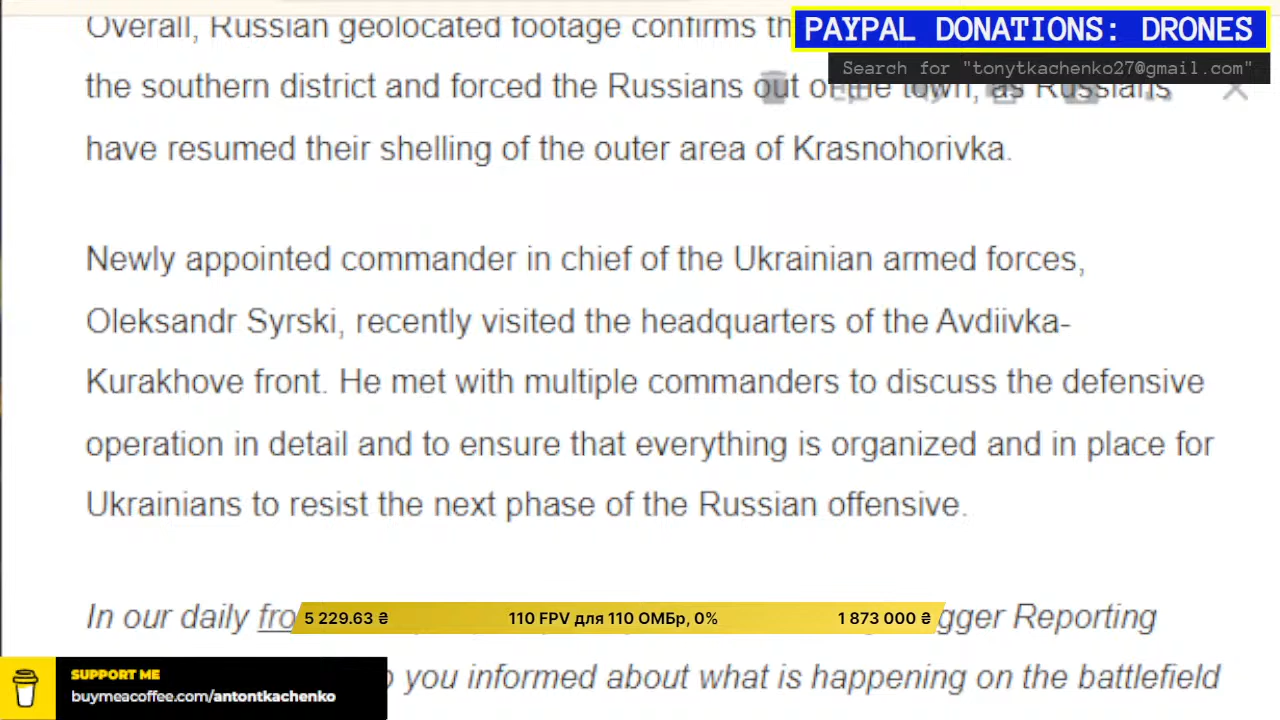 Overall, Russian geolocated footage confirms
PAYPAL DONATIONS: DRONES
Search for "tonytkachenko27@gmail.com"
the southern district and forced the Russians out of the town, as Russians
have resumed their shelling of the outer area of Krasnohorivka.
Newly appointed commander in chief of the Ukrainian armed forces,
Oleksandr Syrski, recently visited the headquarters of the Avdiivka-
Kurakhove front. He met with multiple commanders to discuss the defensive
operation in detail and to ensure that everything is organized and in place for
Ukrainians to resist the next phase of the Russian offensive.
In our daily Reporting
5 229.63 ₴ 110 FPV для 110 ОМБр, 0% 1 873 000 ₴
you informed about what is happening on the battlefield
SUPPORT ME
buymeacoffee.com/antontkachenko